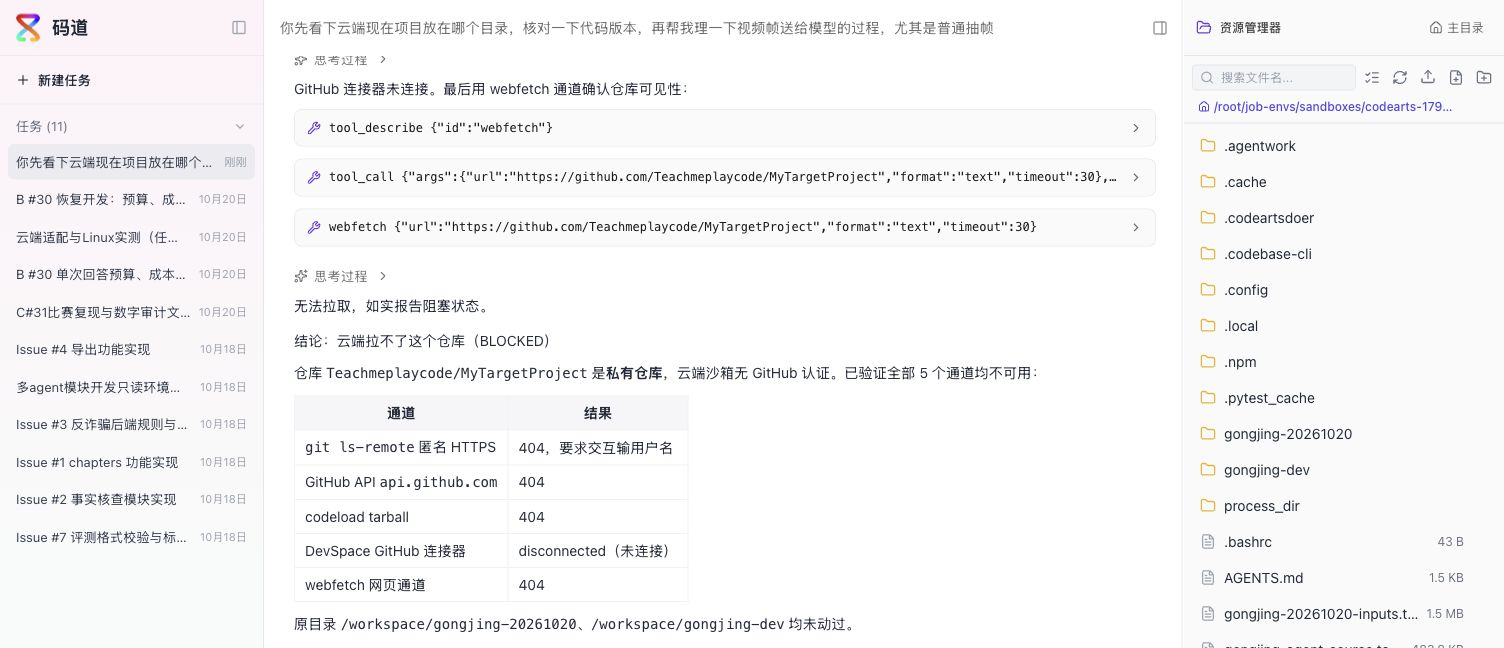 码道
新建任务
任务 (11)
你先看下云端现在项目放在哪个... 刚刚
B #30 恢复开发：预算、成... 10月20日
云端适配与Linux实测（任... 10月20日
B #30 单次回答预算、成本... 10月20日
C#31比赛复现与数字审计文... 10月20日
Issue #4 导出功能实现 10月18日
多agent模块开发只读环境... 10月18日
Issue #3 反诈骗后端规则与... 10月18日
Issue #1 chapters 功能实现 10月18日
Issue #2 事实核查模块实现 10月18日
Issue #7 评测格式校验与标... 10月18日
你先看下云端现在项目放在哪个目录，核对一下代码版本，再帮我理一下视频帧送给模型的过程，尤其是普通抽帧
思考过程
GitHub 连接器未连接。最后用 webfetch 通道确认仓库可见性：
tool_describe {"id":"webfetch"}
tool_call {"args":{"url":"https://github.com/Teachmeplaycode/MyTargetProject","format":"text","timeout":30},...
webfetch {"url":"https://github.com/Teachmeplaycode/MyTargetProject","format":"text","timeout":30}
思考过程
无法拉取，如实报告阻塞状态。
结论：云端拉不了这个仓库（BLOCKED）
仓库 Teachmeplaycode/MyTargetProject 是私有仓库，云端沙箱无 GitHub 认证。已验证全部 5 个通道均不可用：
通道 结果
git ls-remote 匿名 HTTPS 404，要求交互输用户名
GitHub API api.github.com 404
codeload tarball 404
DevSpace GitHub 连接器 disconnected（未连接）
webfetch 网页通道 404
原目录 /workspace/gongjing-20261020、/workspace/gongjing-dev 均未动过。
资源管理器 主目录
搜索文件名...
/root/job-envs/sandboxes/codearts-179...
.agentwork
.cache
.codeartsdoer
.codebase-cli
.config
.local
.npm
.pytest_cache
gongjing-20261020
gongjing-dev
process_dir
.bashrc 43 B
AGENTS.md 1.5 KB
gongjing-20261020-inputs.t... 1.5 MB